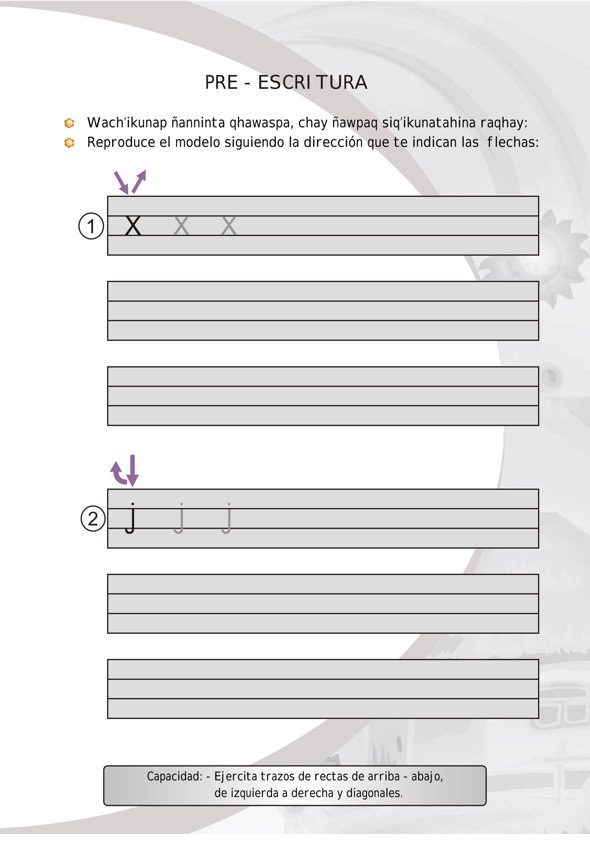 PRE - ESCRITURA
Wach'ikunap ñanninta qhawaspa, chay ñawpaq siq'ikunatahina raqhay:
Reproduce el modelo siguiendo la dirección que te indican las flechas:
1 x x x
2 j j j
Capacidad: - Ejercita trazos de rectas de arriba - abajo,
de izquierda a derecha y diagonales.